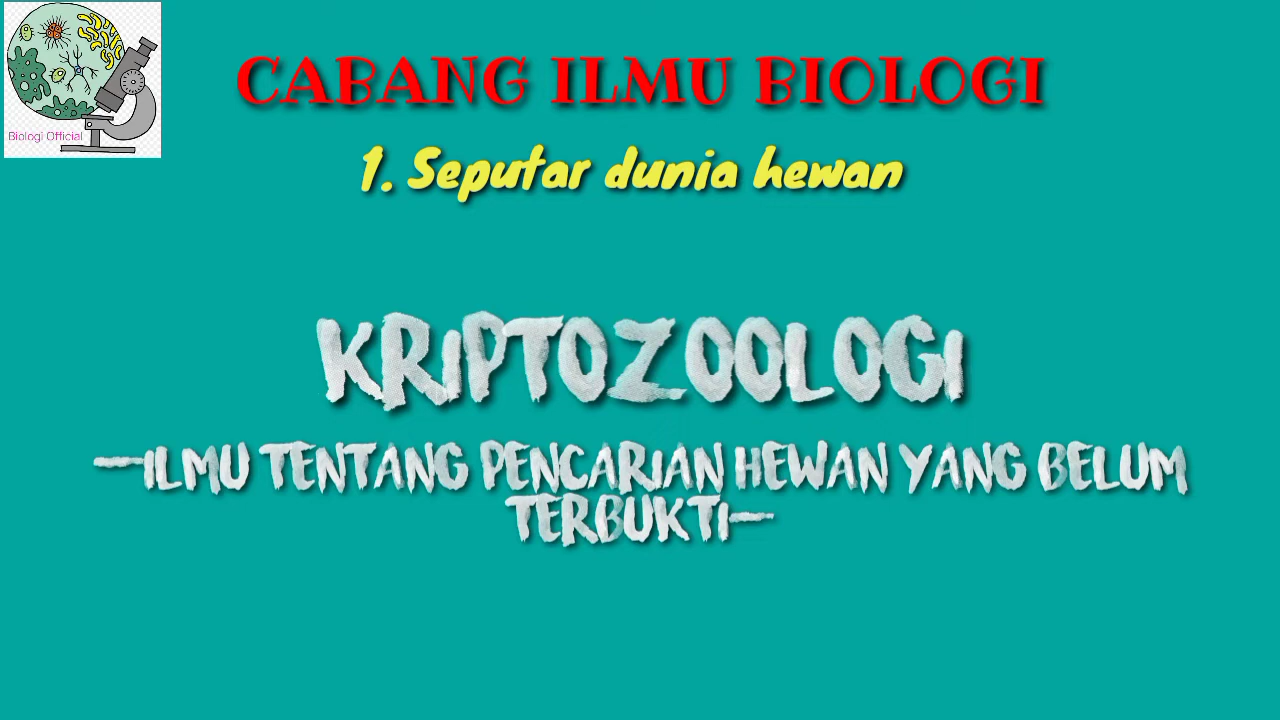 Biologi Official
CABANG ILMU BIOLOGI
1. Seputar dunia hewan
KRIPTOZOOLOGI
—ILMU TENTANG PENCARIAN HEWAN YANG BELUM
TERBUKTI—